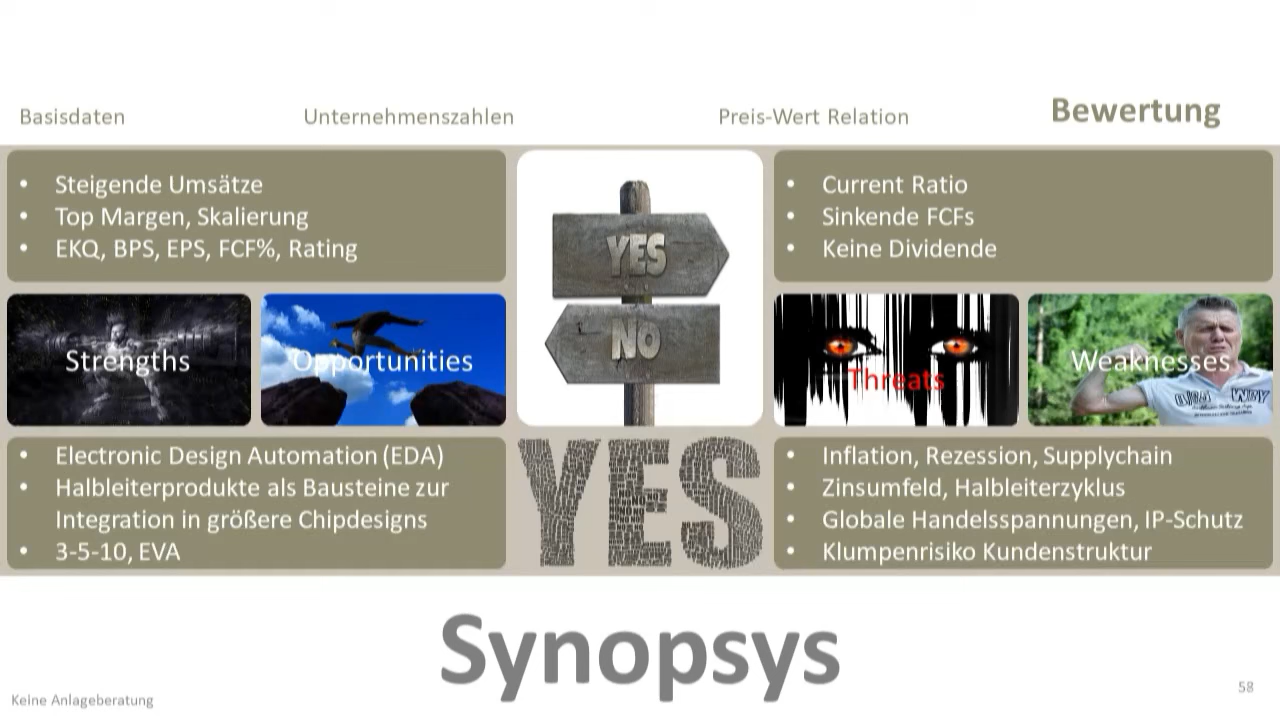 Basisdaten
Unternehmenszahlen
Preis-Wert Relation
Bewertung
• Steigende Umsätze
• Top Margen, Skalierung
• EKQ, BPS, EPS, FCF%, Rating
YES
NO
• Current Ratio
• Sinkende FCFs
• Keine Dividende
Strengths
Opportunities
Threats
Weaknesses
• Electronic Design Automation (EDA)
• Halbleiterprodukte als Bausteine zur
Integration in größere Chipdesigns
• 3-5-10, EVA
YES
• Inflation, Rezession, Supplychain
• Zinsumfeld, Halbleiterzyklus
• Globale Handelsspannungen, IP-Schutz
• Klumpenrisiko Kundenstruktur
Synopsys
Keine Anlageberatung
58